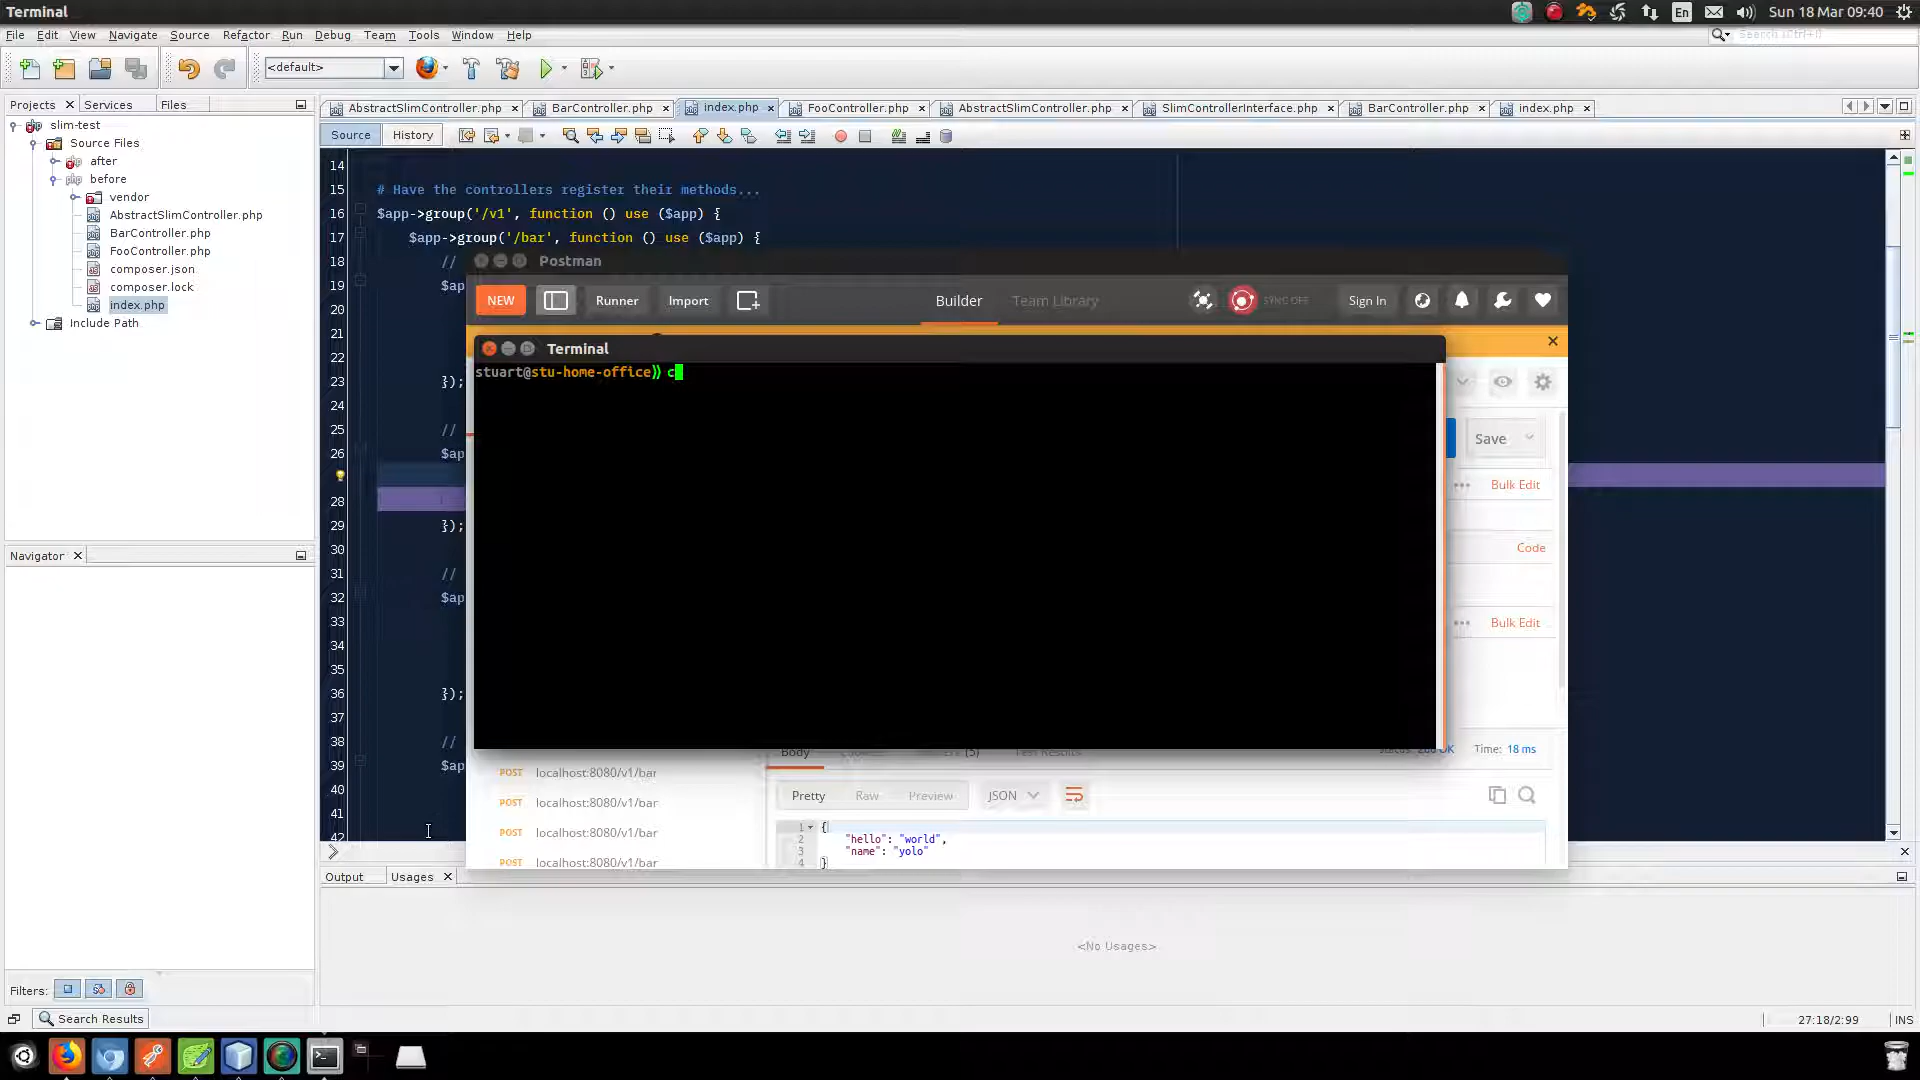 Terminal
En
Sun 18 Mar 09:40
File Edit View Navigate Source Refactor Run Debug Team Tools Window Help
Search (Ctrl+I)
<default>
Projects Services Files
AbstractSlimController.php BarController.php index.php FooController.php AbstractSlimController.php SlimControllerInterface.php BarController.php index.php
Source History
slim-test
Source Files
after
before
vendor
AbstractSlimController.php
BarController.php
FooController.php
composer.json
composer.lock
index.php
Include Path
14
15 # Have the controllers register their methods...
16 $app->group('/v1', function () use ($app) {
17 $app->group('/bar', function () use ($app) {
18 //
19 $ap
20
21
22
23 });
24
25 //
26 $ap
28
29 });
30
31 //
32 $ap
33
34
35
36 });
37
38 //
39 $ap
40
41
42
Postman
NEW Runner Import Builder Team Library SYNC OFF Sign In
Terminal
stuart@stu-home-office⟫ c
Save
Bulk Edit
Code
Bulk Edit
Body (5) Test Results Time: 18 ms
POST localhost:8080/v1/bar
POST localhost:8080/v1/bar
POST localhost:8080/v1/bar
POST localhost:8080/v1/bar
Pretty Raw Preview JSON
1 {
2 "hello": "world",
3 "name": "yolo"
4 }
Navigator
Output Usages
<No Usages>
Filters:
Search Results
27:18/2:99 INS